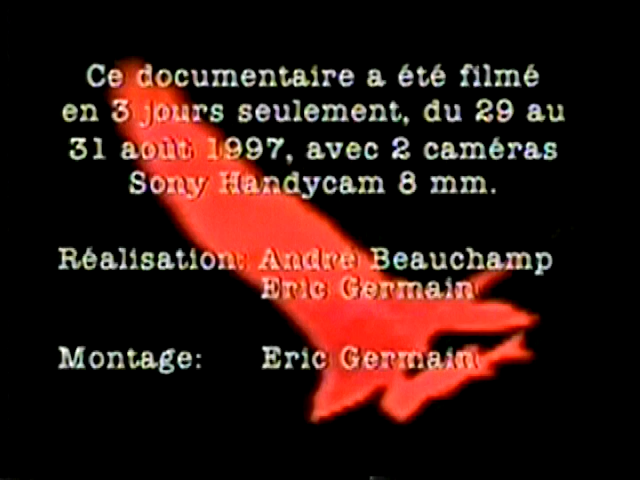 Ce documentaire a été filmé
en 3 jours seulement, du 29 au
31 août 1997, avec 2 caméras
Sony Handycam 8 mm.
Réalisation: André Beauchamp
Eric Germain
Montage: Eric Germain